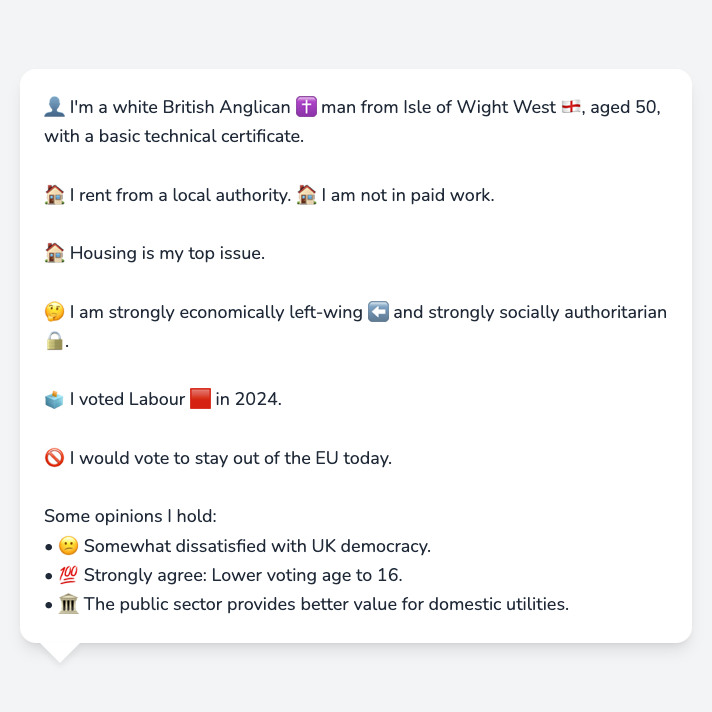 👤 I'm a white British Anglican ✝️ man from Isle of Wight West 🏴󠁧󠁢󠁥󠁮󠁧󠁿, aged 50,
with a basic technical certificate.
🏠 I rent from a local authority. 🏠 I am not in paid work.
🏠 Housing is my top issue.
🤔 I am strongly economically left-wing ⬅️ and strongly socially authoritarian
🔒.
🗳️ I voted Labour 🟥 in 2024.
🚫 I would vote to stay out of the EU today.
Some opinions I hold:
• 😕 Somewhat dissatisfied with UK democracy.
• 💯 Strongly agree: Lower voting age to 16.
• 🏛️ The public sector provides better value for domestic utilities.